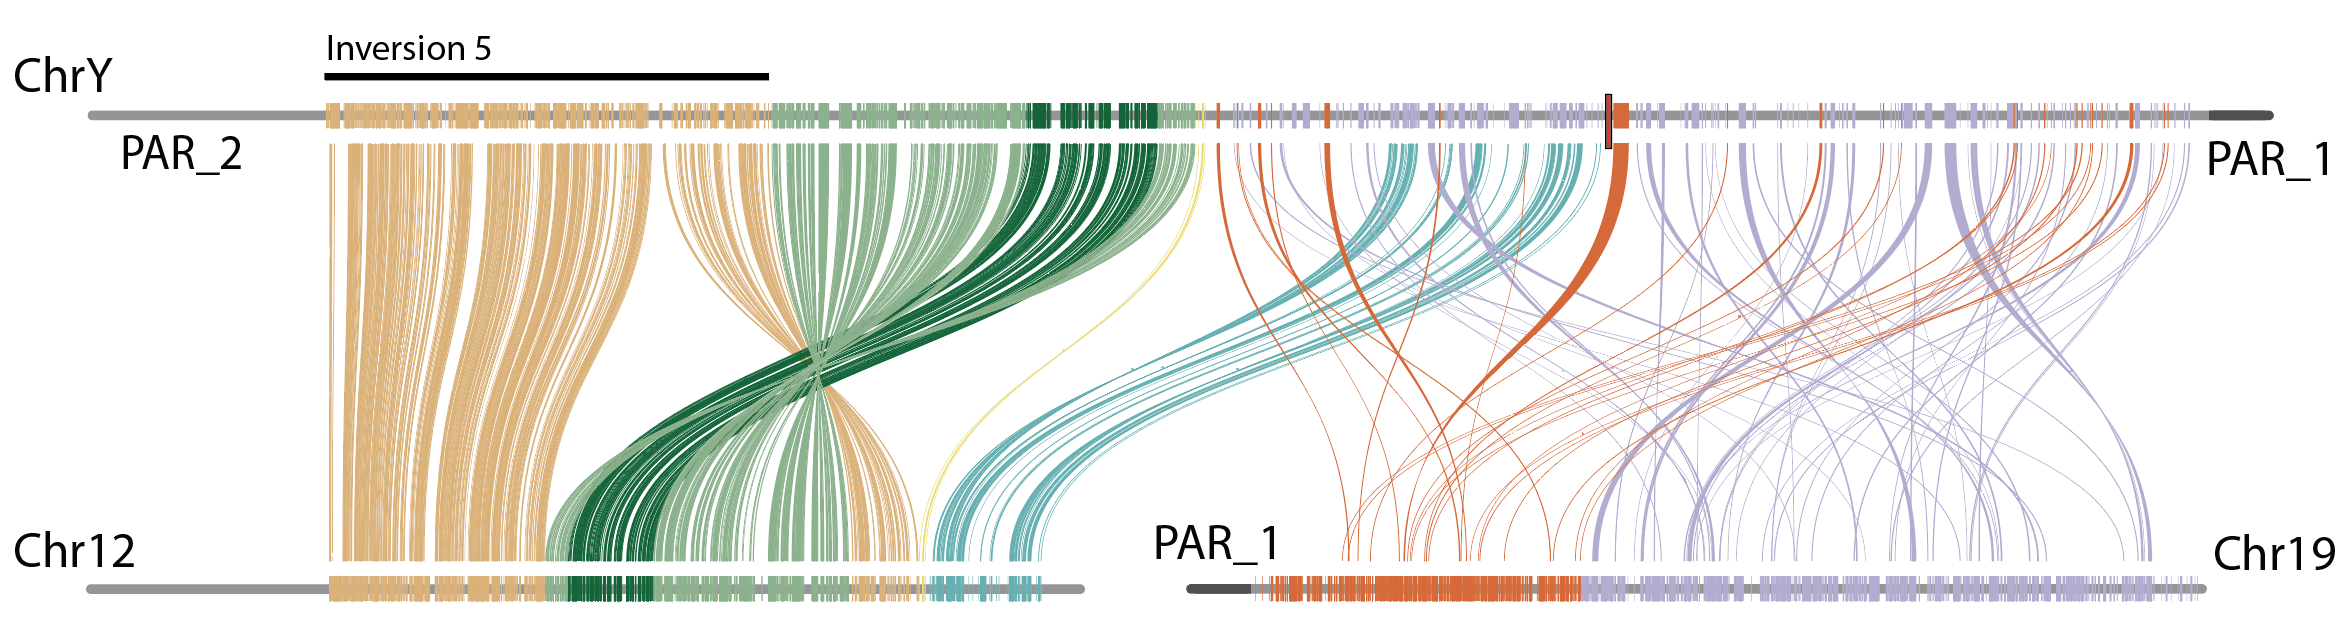 Inversion 5
ChrY
PAR_2
PAR_1
Chr12
PAR_1
Chr19